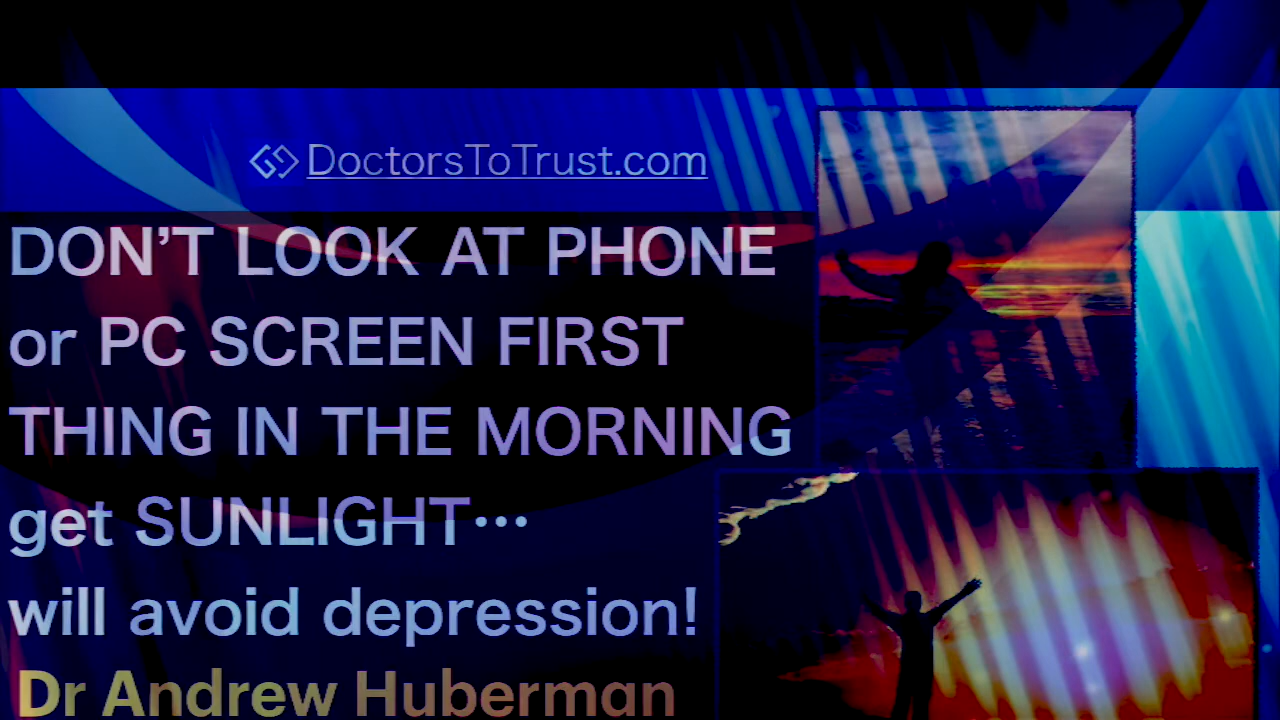 DoctorsToTrust.com
DON'T LOOK AT PHONE
or PC SCREEN FIRST
THING IN THE MORNING
get SUNLIGHT…
will avoid depression!
Dr Andrew Huberman